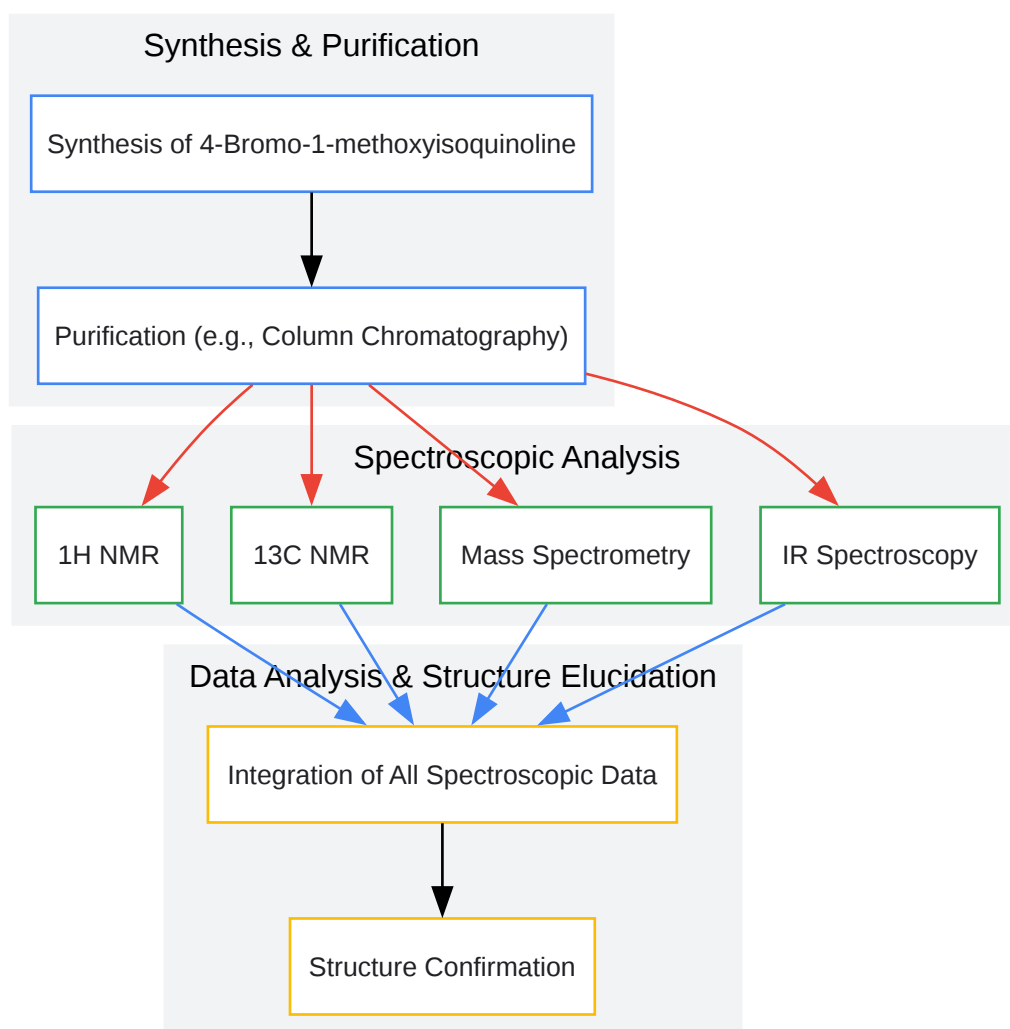 Synthesis & Purification
Synthesis of 4-Bromo-1-methoxyisoquinoline
Purification (e.g., Column Chromatography)
Spectroscopic Analysis
1H NMR
13C NMR
Mass Spectrometry
IR Spectroscopy
Data Analysis & Structure Elucidation
Integration of All Spectroscopic Data
Structure Confirmation